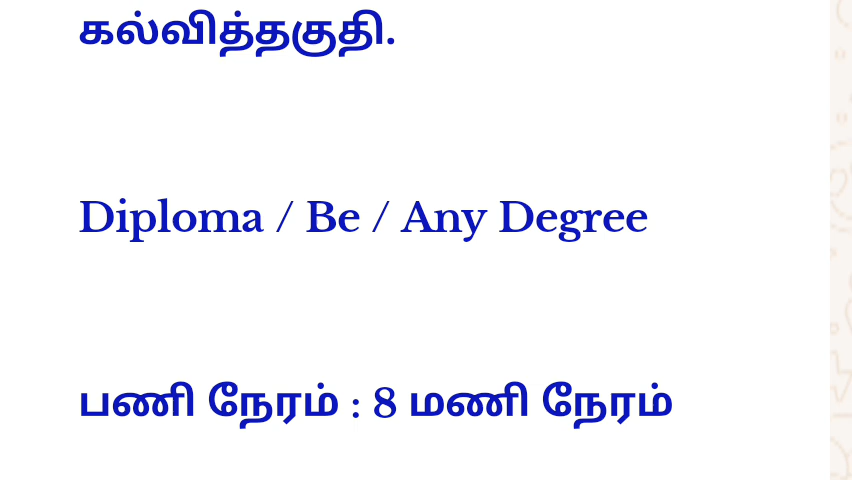 கல்வித்தகுதி.
Diploma / Be / Any Degree
பணி நேரம் : 8 மணி நேரம்